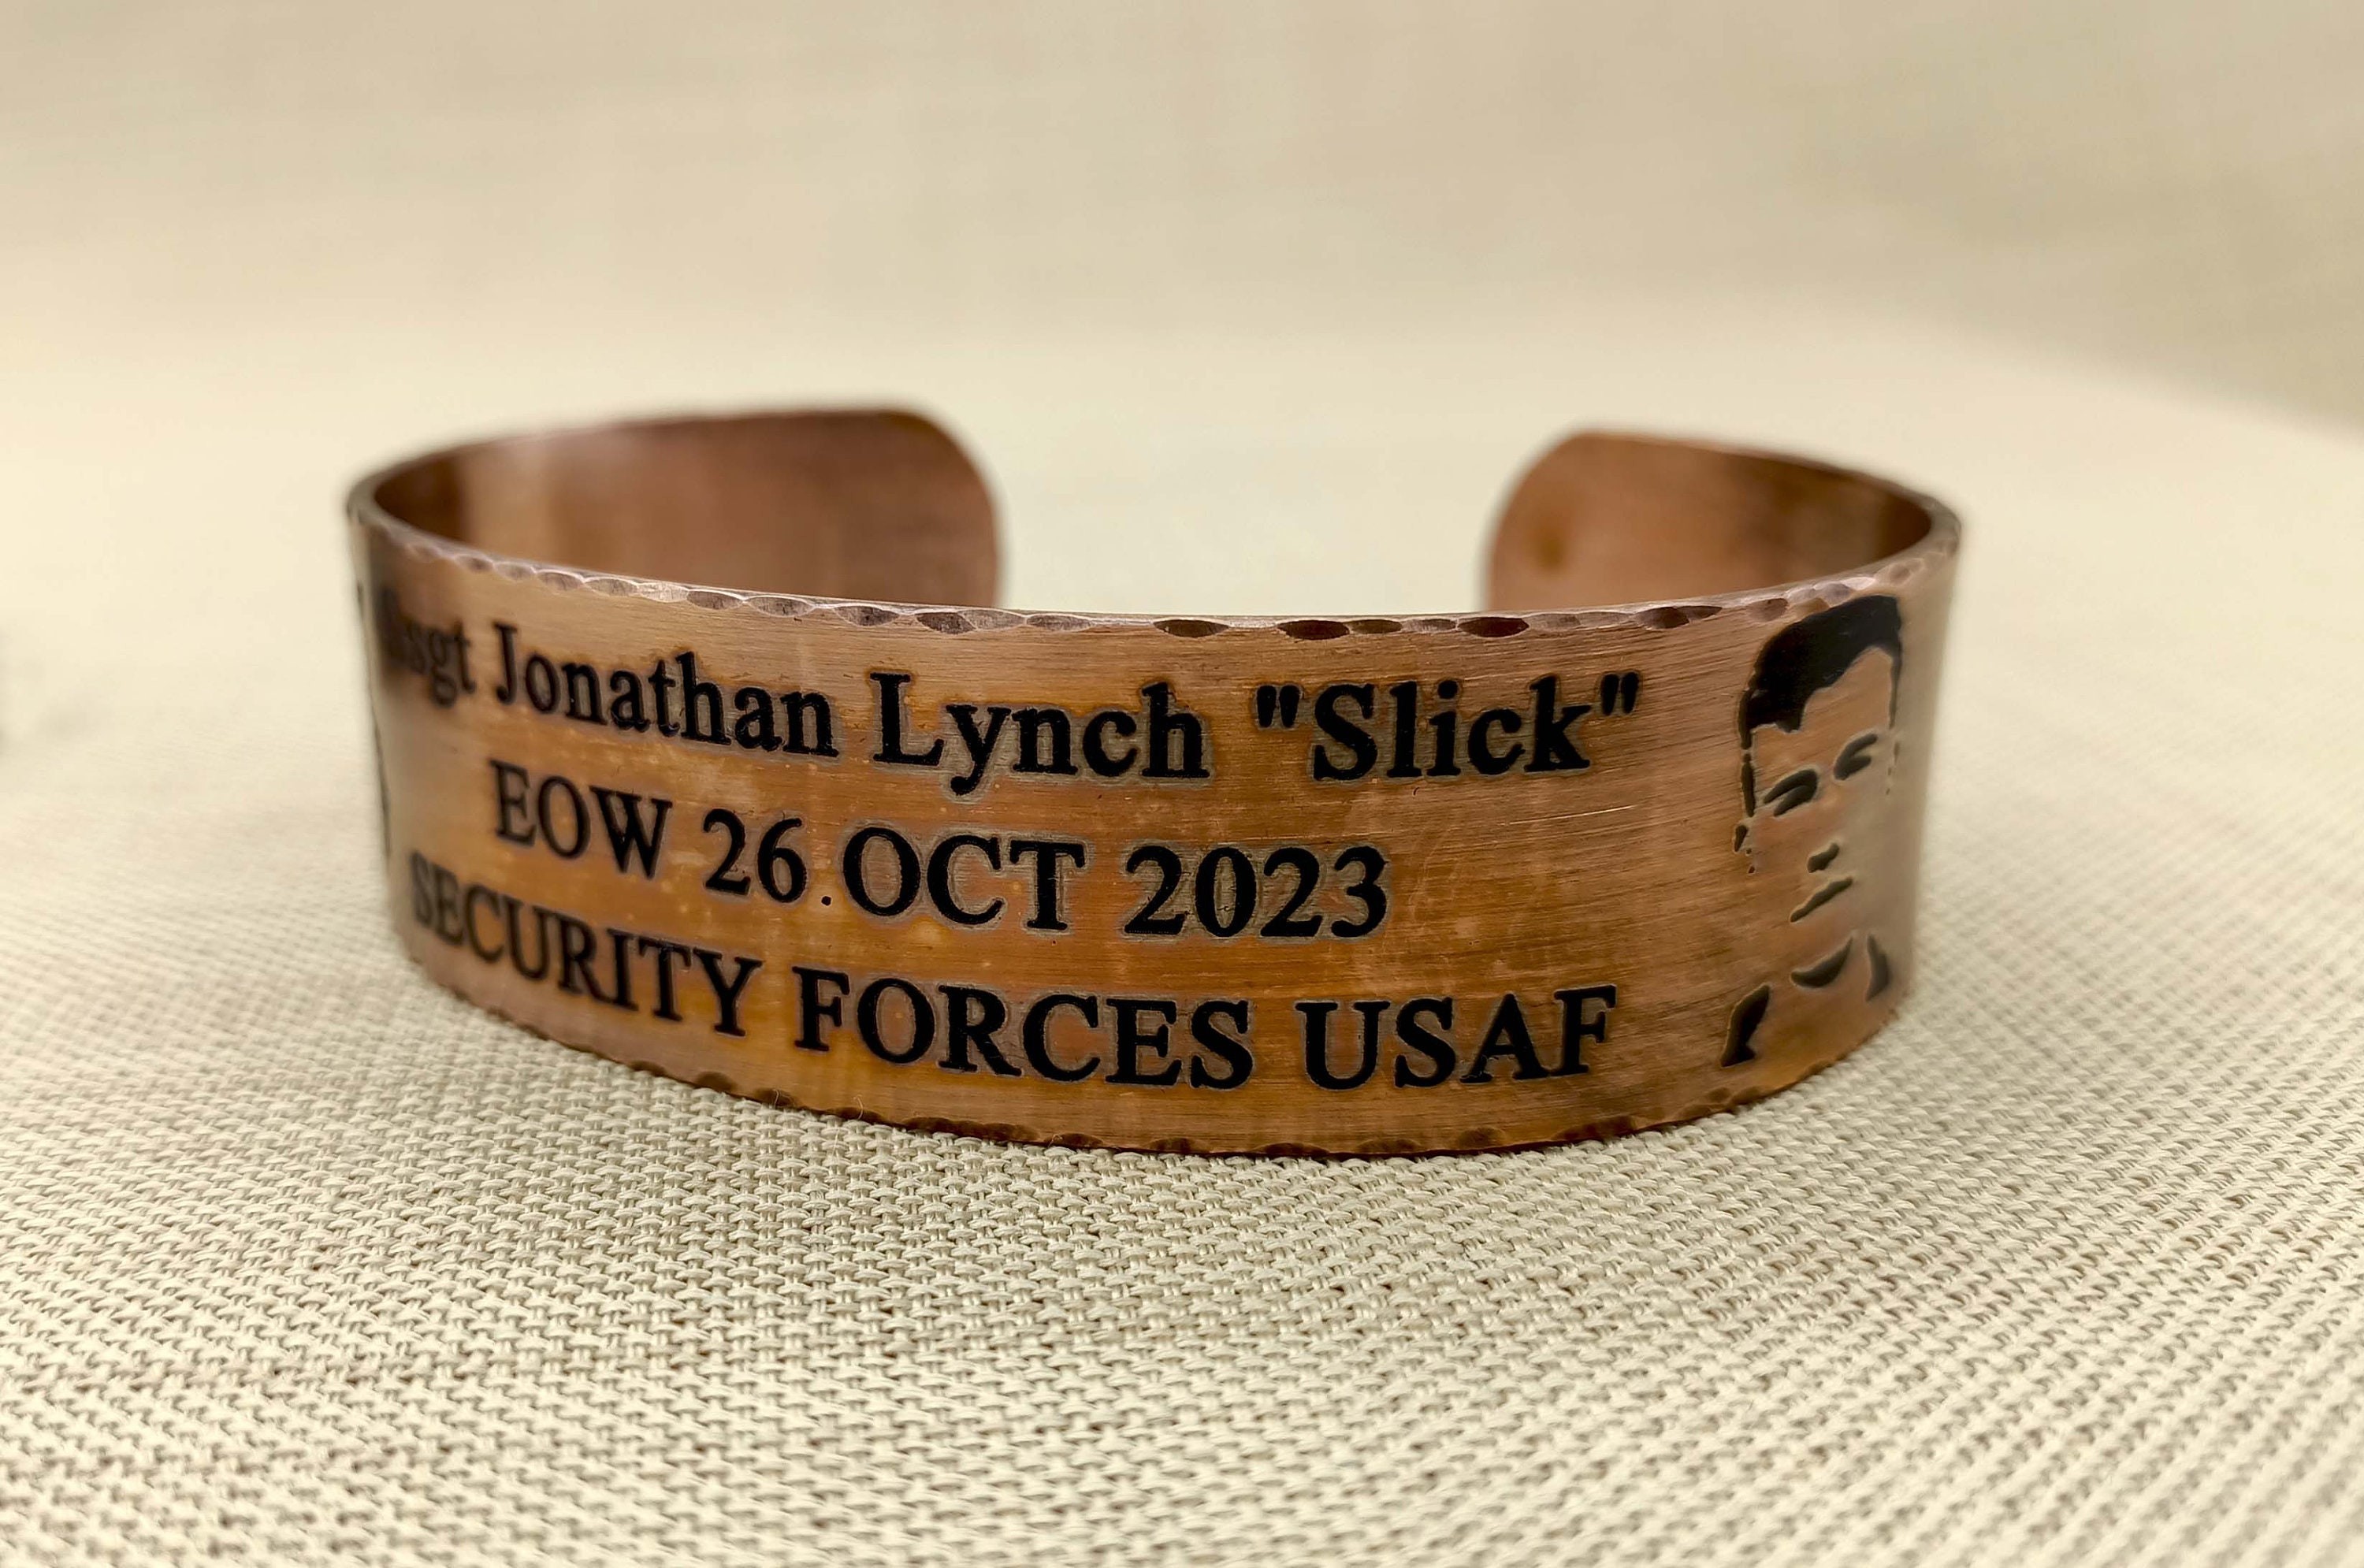 Jonathan Lynch "Slick"
EOW 26 OCT 2023
SECURITY FORCES USAF